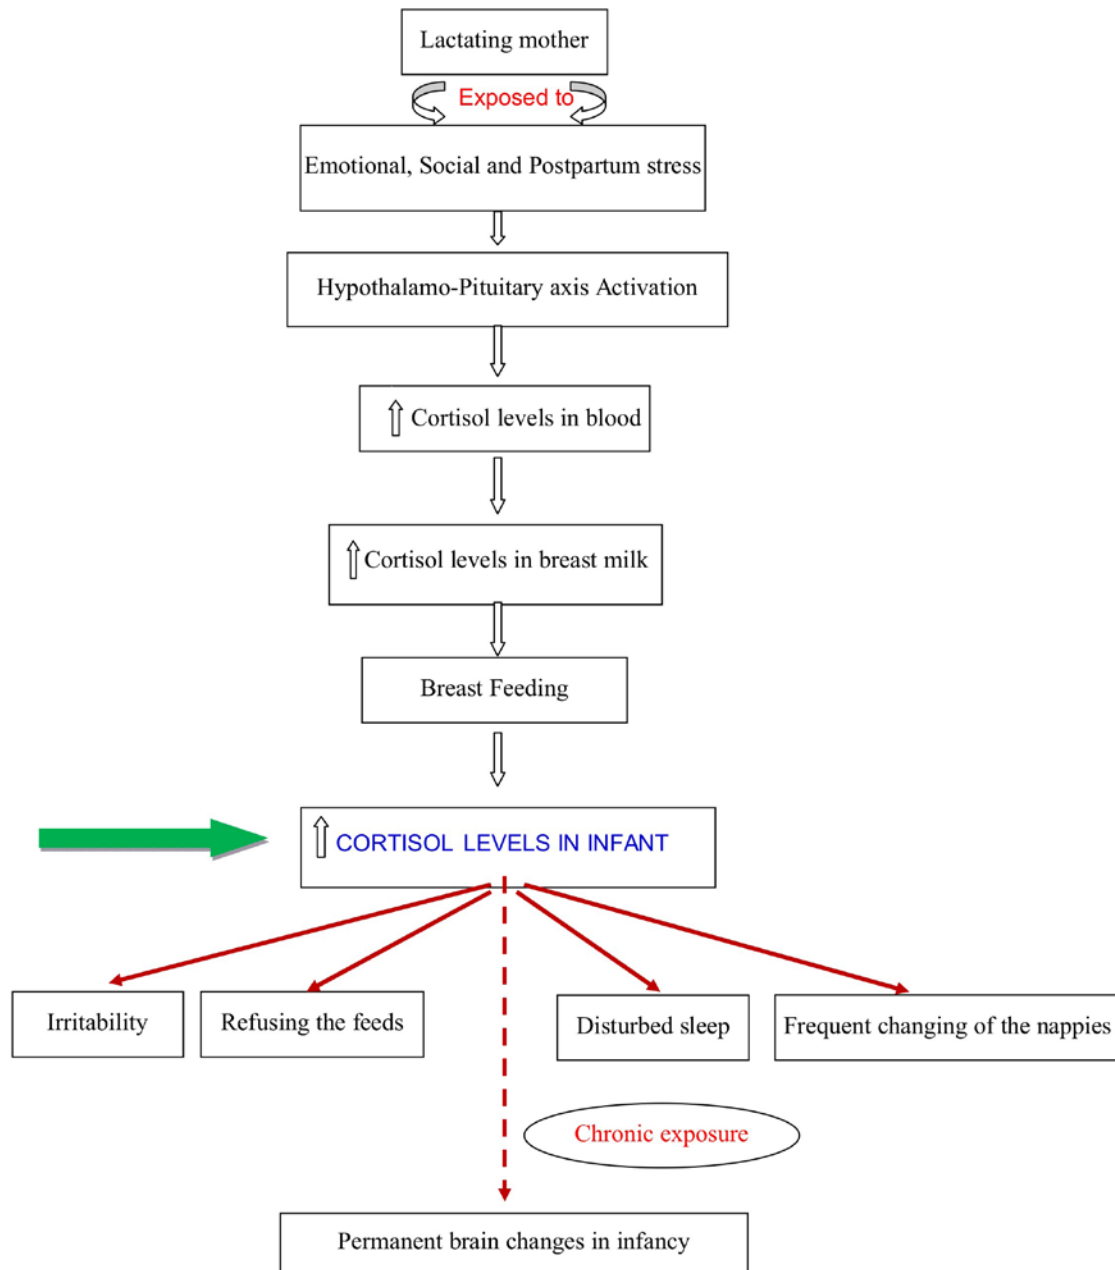 Lactating mother
Exposed to
Emotional, Social and Postpartum stress
Hypothalamo-Pituitary axis Activation
Cortisol levels in blood
Cortisol levels in breast milk
Breast Feeding
CORTISOL LEVELS IN INFANT
Irritability
Refusing the feeds
Disturbed sleep
Frequent changing of the nappies
Chronic exposure
Permanent brain changes in infancy